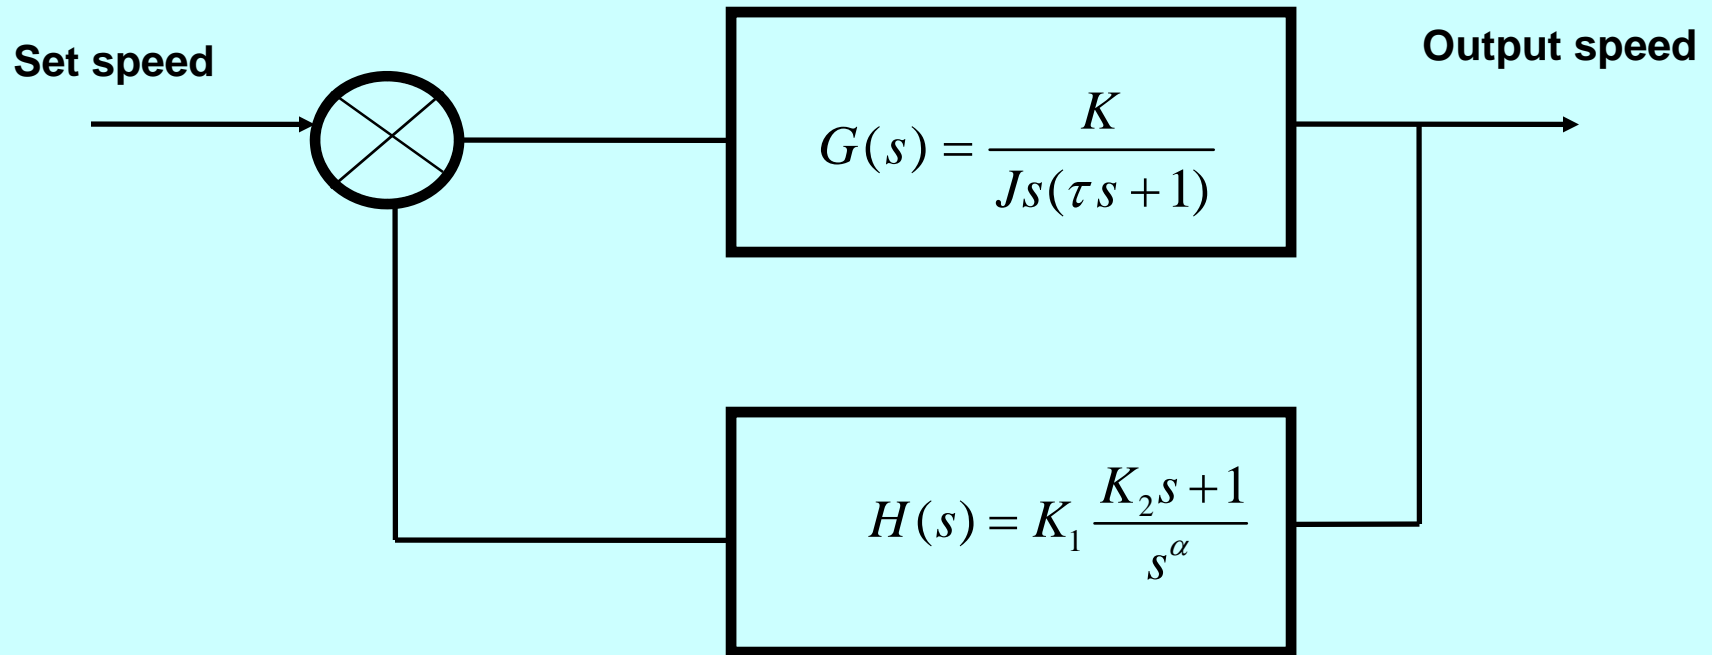 Set speed
Output speed
G(s) = K / Js(τs + 1)
H(s) = K₁ K₂s + 1 / s^α